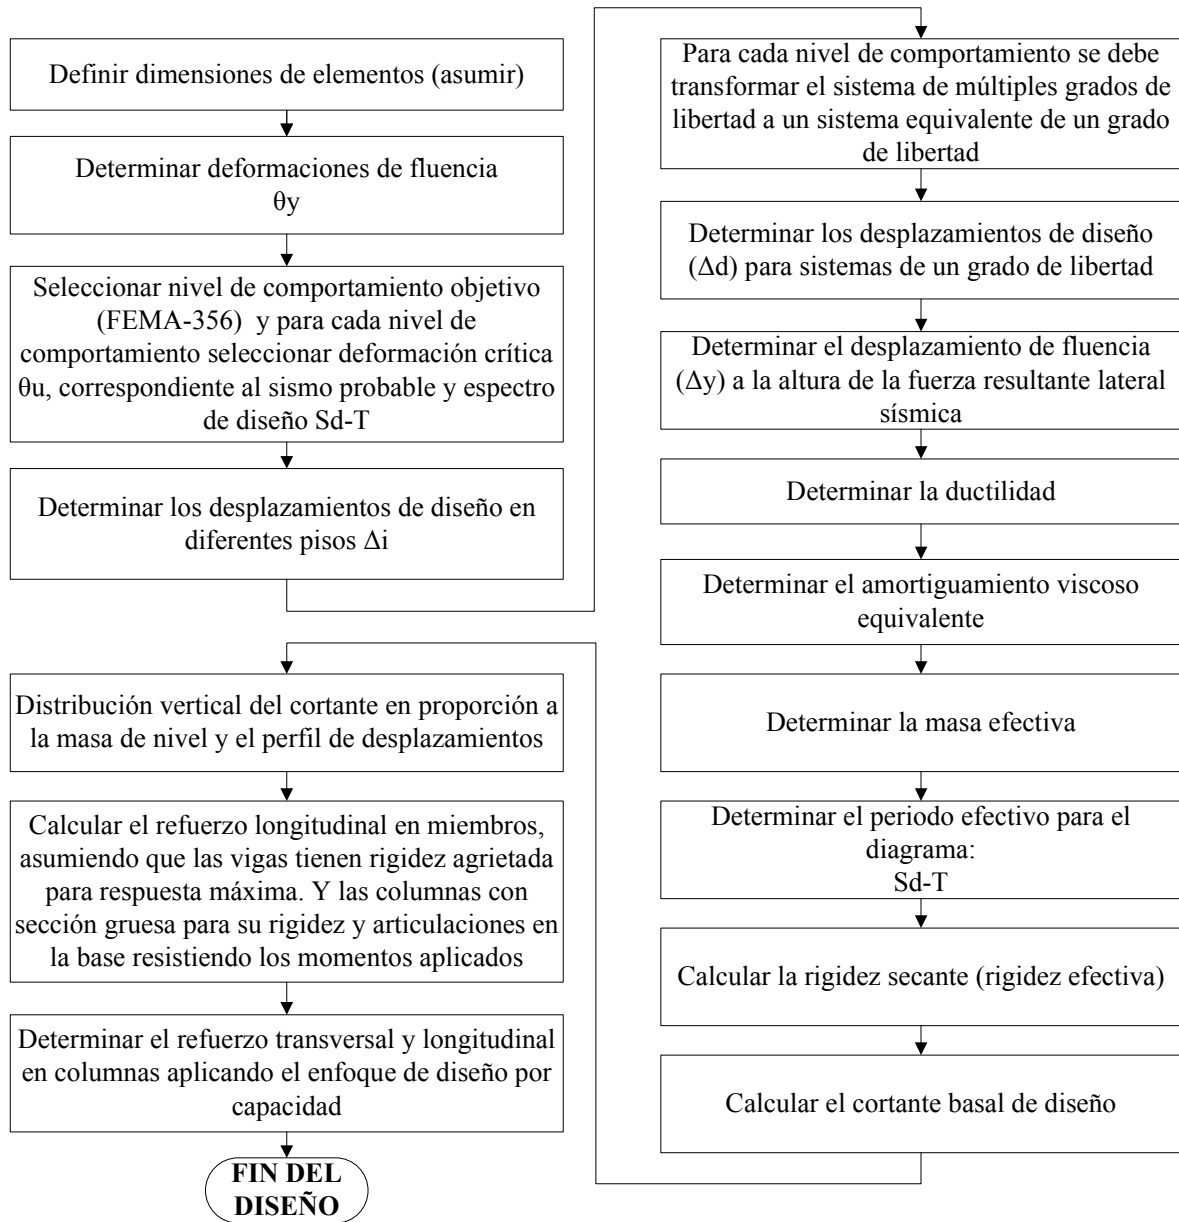 Definir dimensiones de elementos (asumir)
Determinar deformaciones de fluencia
θy
Seleccionar nivel de comportamiento objetivo
(FEMA-356)  y para cada nivel de
comportamiento seleccionar deformación crítica
θu, correspondiente al sismo probable y espectro
de diseño Sd-T
Determinar los desplazamientos de diseño en
diferentes pisos Δi
Para cada nivel de comportamiento se debe
transformar el sistema de múltiples grados de
libertad a un sistema equivalente de un grado
de libertad
Determinar los desplazamientos de diseño
(Δd) para sistemas de un grado de libertad
Determinar el desplazamiento de fluencia
(Δy) a la altura de la fuerza resultante lateral
sísmica
Determinar la ductilidad
Determinar el amortiguamiento viscoso
equivalente
Determinar la masa efectiva
Determinar el periodo efectivo para el
diagrama:
Sd-T
Calcular la rigidez secante (rigidez efectiva)
Calcular el cortante basal de diseño
Distribución vertical del cortante en proporción a
la masa de nivel y el perfil de desplazamientos
Calcular el refuerzo longitudinal en miembros,
asumiendo que las vigas tienen rigidez agrietada
para respuesta máxima. Y las columnas con
sección gruesa para su rigidez y articulaciones en
la base resistiendo los momentos aplicados
Determinar el refuerzo transversal y longitudinal
en columnas aplicando el enfoque de diseño por
capacidad
FIN DEL
DISEÑO